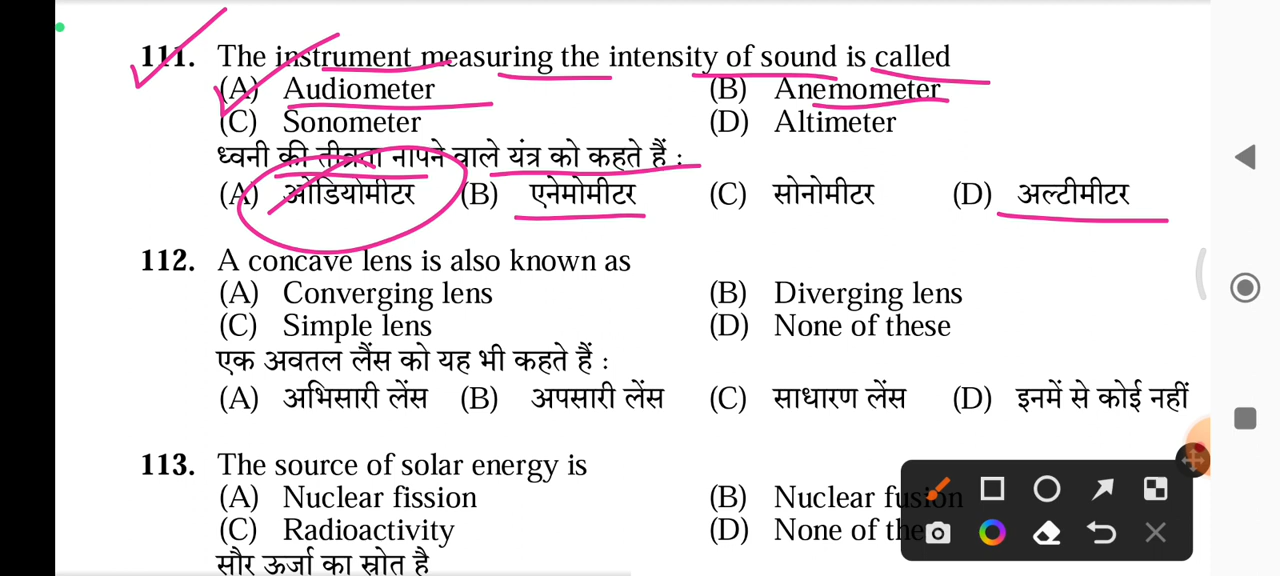 111. The instrument measuring the intensity of sound is called
(A) Audiometer (B) Anemometer
(C) Sonometer (D) Altimeter
ध्वनी की तीव्रता नापने वाले यंत्र को कहते हैं :
(A) ओडियोमीटर (B) एनेमोमीटर (C) सोनोमीटर (D) अल्टीमीटर
112. A concave lens is also known as
(A) Converging lens (B) Diverging lens
(C) Simple lens (D) None of these
एक अवतल लैंस को यह भी कहते हैं :
(A) अभिसारी लेंस (B) अपसारी लेंस (C) साधारण लेंस (D) इनमें से कोई नहीं
113. The source of solar energy is
(A) Nuclear fission (B) Nuclear fusion
(C) Radioactivity (D) None of the
सौर ऊर्जा का स्रोत है